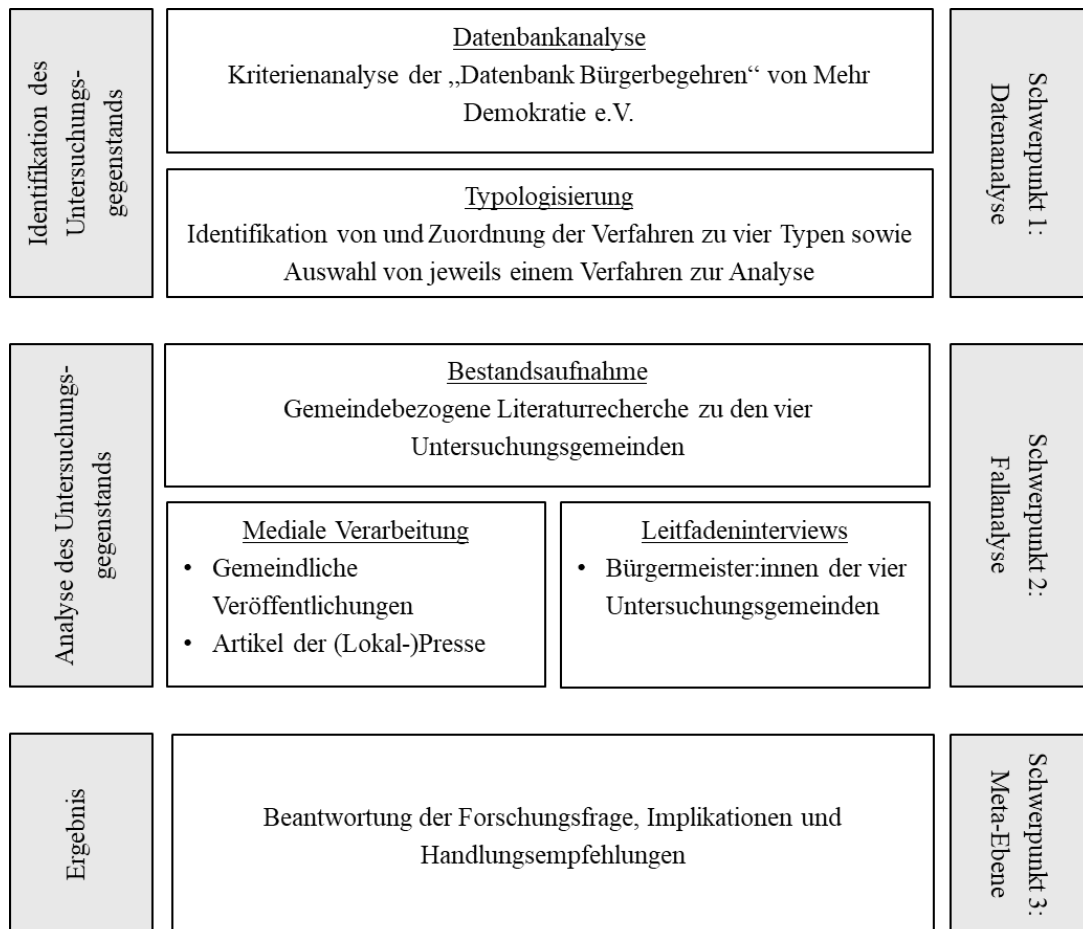 Identifikation des
Untersuchungs-
gegenstands
Datenbankanalyse
Kriterienanalyse der „Datenbank Bürgerbegehren“ von Mehr
Demokratie e.V.
Typologisierung
Identifikation von und Zuordnung der Verfahren zu vier Typen sowie
Auswahl von jeweils einem Verfahren zur Analyse
Schwerpunkt 1:
Datenanalyse
Analyse des Untersuchungs-
gegenstands
Bestandsaufnahme
Gemeindebezogene Literaturrecherche zu den vier
Untersuchungsgemeinden
Mediale Verarbeitung
• Gemeindliche
Veröffentlichungen
• Artikel der (Lokal-)Presse
Leitfadeninterviews
• Bürgermeister:innen der vier
Untersuchungsgemeinden
Schwerpunkt 2:
Fallanalyse
Ergebnis
Beantwortung der Forschungsfrage, Implikationen und
Handlungsempfehlungen
Schwerpunkt 3:
Meta-Ebene